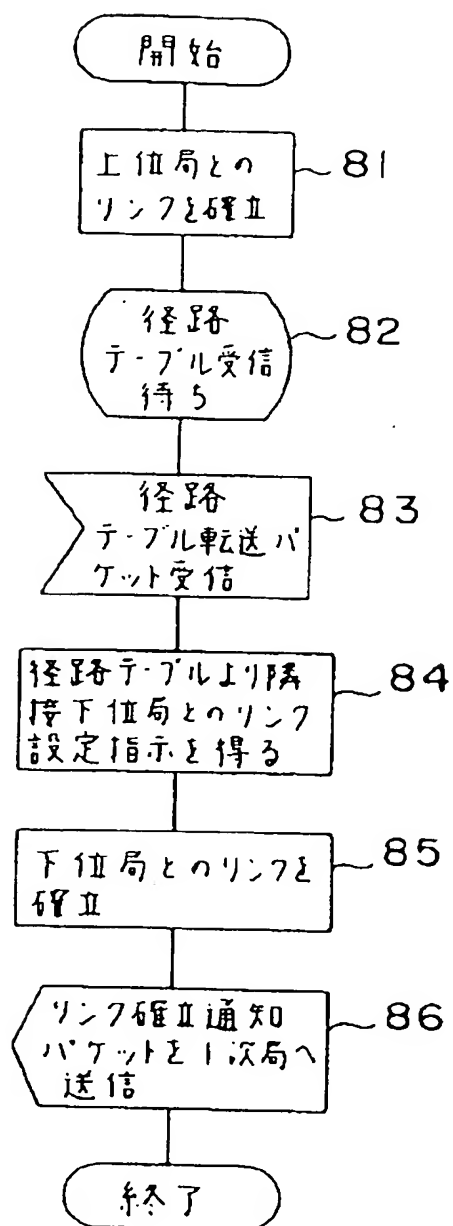 開始
上位局との
リンクを確立
81
径路
テーブル受信
待ち
82
径路
テーブル転送パ
ケット受信
83
径路テーブルより隣
接下位局とのリンク
設定指示を得る
84
下位局とのリンクを
確立
85
リンク確立通知
パケットを1次局へ
送信
86
終了